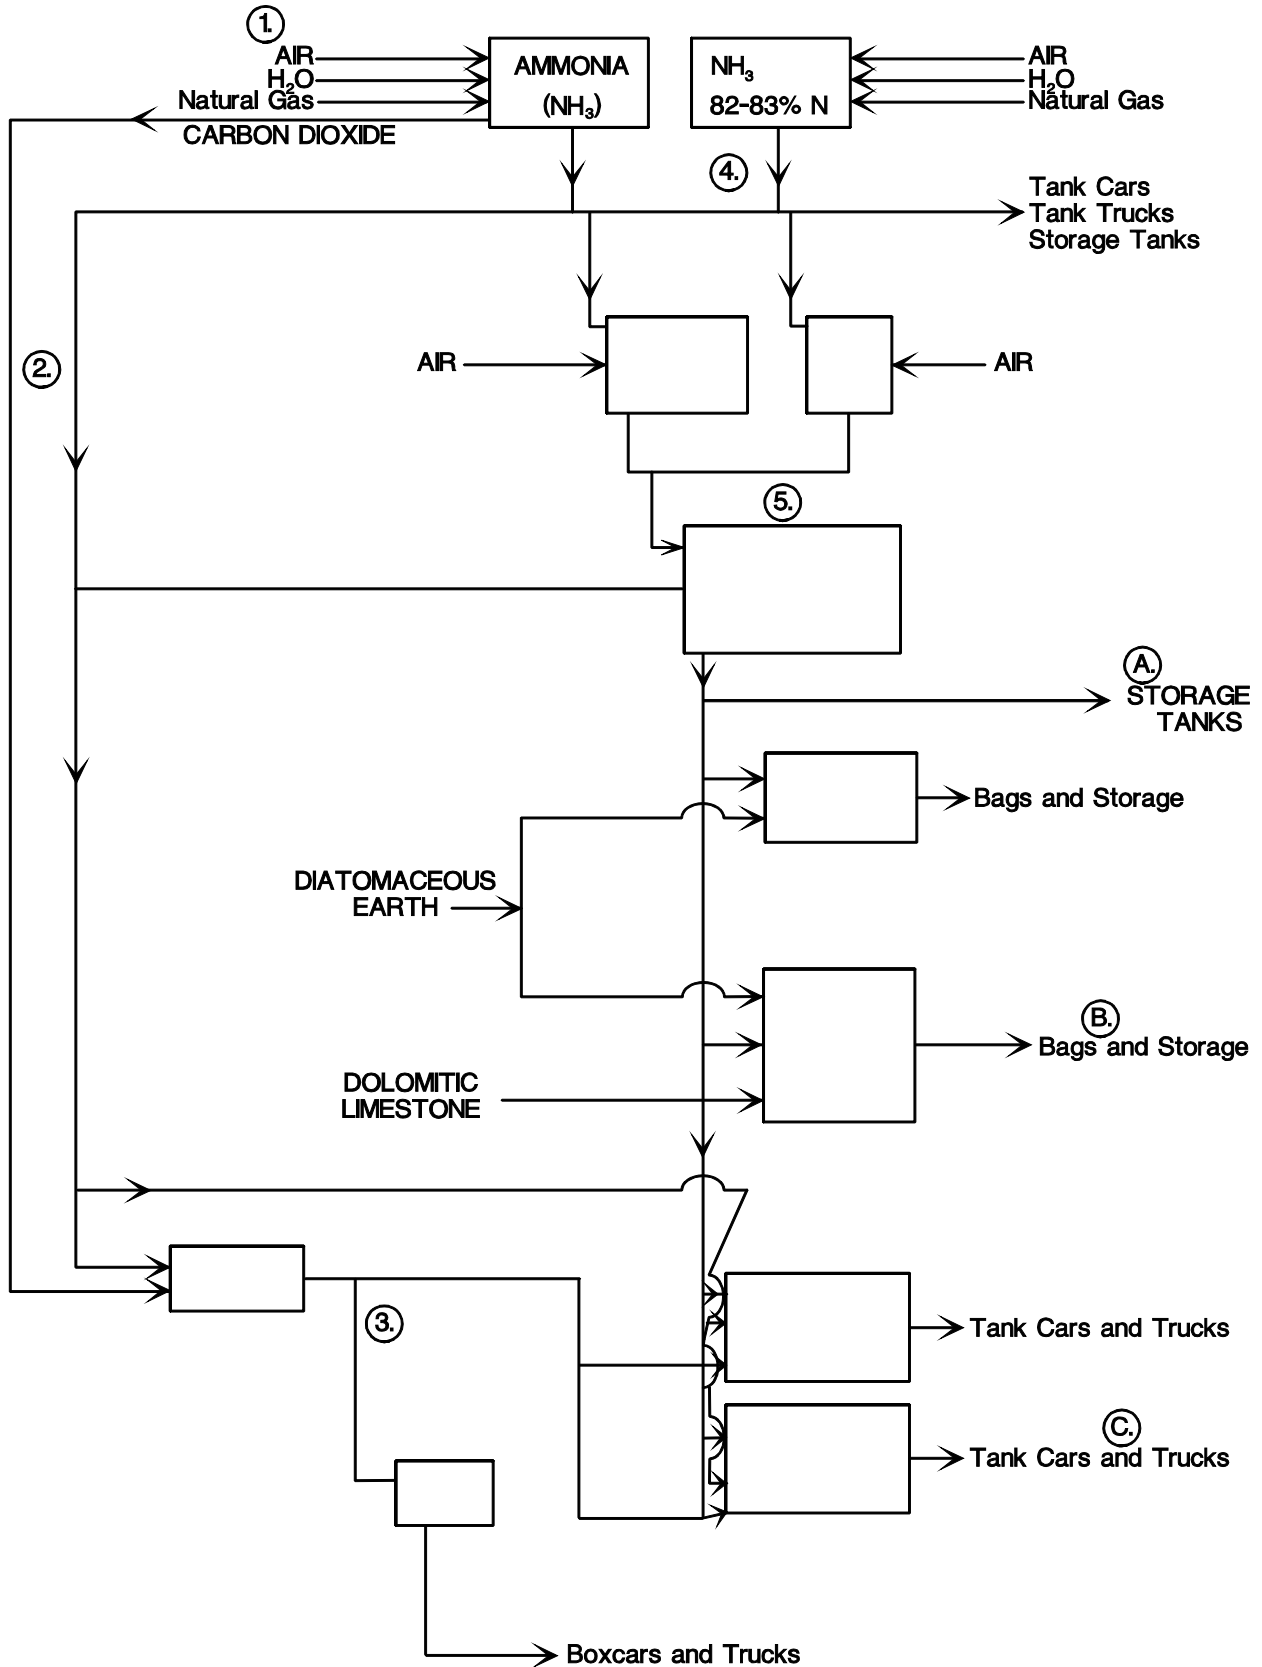 1.
AIR
H₂O
Natural Gas
CARBON DIOXIDE
AMMONIA
(NH₃)
NH₃
82-83% N
AIR
H₂O
Natural Gas
4.
Tank Cars
Tank Trucks
Storage Tanks
2.
AIR
AIR
5.
A.
STORAGE
TANKS
Bags and Storage
DIATOMACEOUS
EARTH
B.
Bags and Storage
DOLOMITIC
LIMESTONE
3.
Tank Cars and Trucks
C.
Tank Cars and Trucks
Boxcars and Trucks